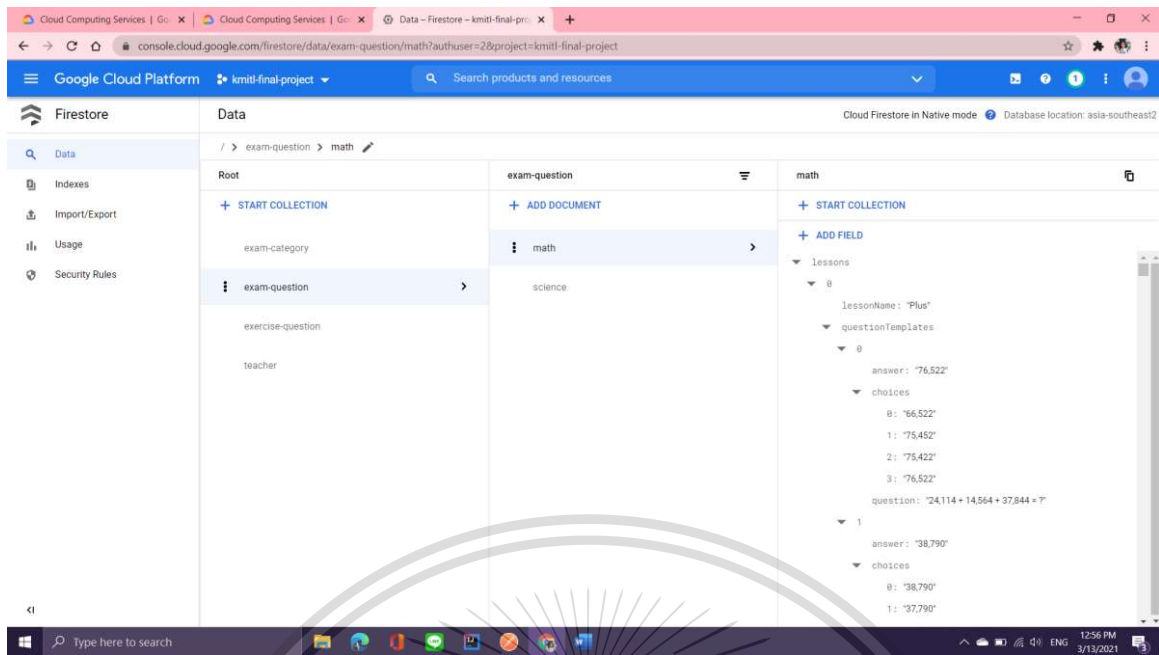 Cloud Computing Services | Go
Cloud Computing Services | Go
Data – Firestore – kmitl-final-pro
console.cloud.google.com/firestore/data/exam-question/math?authuser=2&project=kmitl-final-project
Google Cloud Platform
kmitl-final-project
Search products and resources
1
Firestore
Data
Cloud Firestore in Native mode
Database location: asia-southeast2
Data
Indexes
Import/Export
Usage
Security Rules
/ > exam-question > math
Root
exam-question
math
+ START COLLECTION
+ ADD DOCUMENT
+ START COLLECTION
+ ADD FIELD
exam-category
exam-question
exercise-question
teacher
math
science
lessons
0
lessonName: "Plus"
questionTemplates
0
answer: "76,522"
choices
0: "66,522"
1: "75,452"
2: "75,422"
3: "76,522"
question: "24,114 + 14,564 + 37,844 = ?"
1
answer: "38,790"
choices
0: "38,790"
1: "37,790"
Type here to search
ENG
12:56 PM
3/13/2021
3